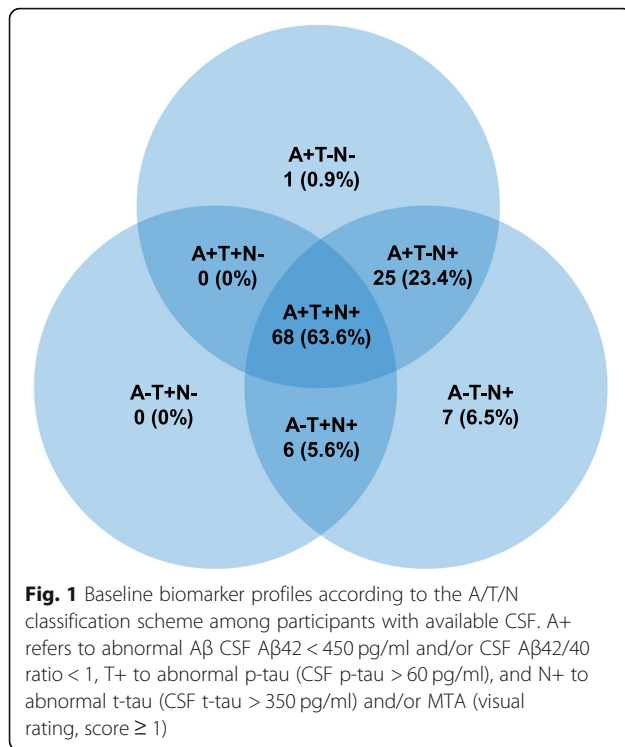 A+T-N-
1 (0.9%)
A+T+N-
0 (0%)
A+T-N+
25 (23.4%)
A+T+N+
68 (63.6%)
A-T+N-
0 (0%)
A-T-N+
7 (6.5%)
A-T+N+
6 (5.6%)
Fig. 1 Baseline biomarker profiles according to the A/T/N
classification scheme among participants with available CSF. A+
refers to abnormal Aβ CSF Aβ42 < 450 pg/ml and/or CSF Aβ42/40
ratio < 1, T+ to abnormal p-tau (CSF p-tau > 60 pg/ml), and N+ to
abnormal t-tau (CSF t-tau > 350 pg/ml) and/or MTA (visual
rating, score ≥ 1)